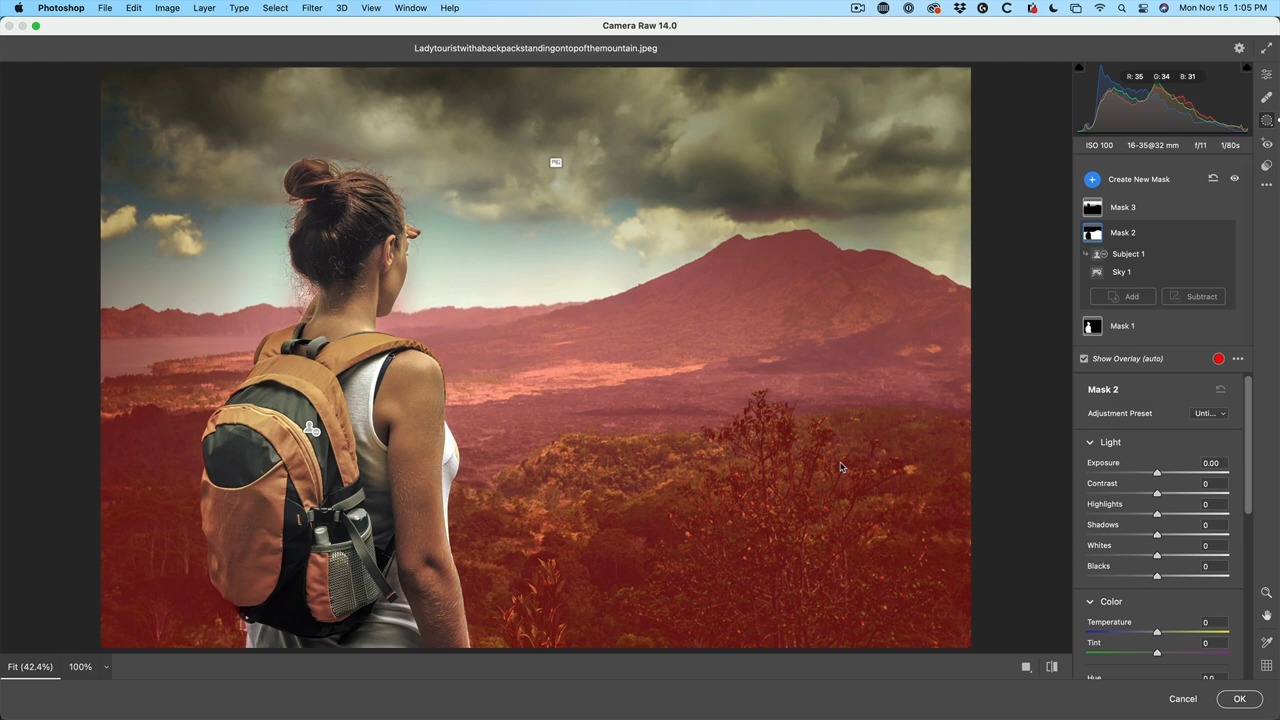 Photoshop File Edit Image Layer Type Select Filter 3D View Window Help Mon Nov 15 1:05 PM
Camera Raw 14.0
Ladytouristwithabackpackstandingontopofthemountain.jpeg
R: 35 G: 34 B: 31
ISO 100 16-35@32 mm f/11 1/80s
Create New Mask
Mask 3
Mask 2
Subject 1
Sky 1
Add Subtract
Mask 1
Show Overlay (auto)
Mask 2
Adjustment Preset Unti...
Light
Exposure 0.00
Contrast 0
Highlights 0
Shadows 0
Whites 0
Blacks 0
Color
Temperature 0
Tint 0
Hue 0.0
Fit (42.4%) 100%
Cancel OK